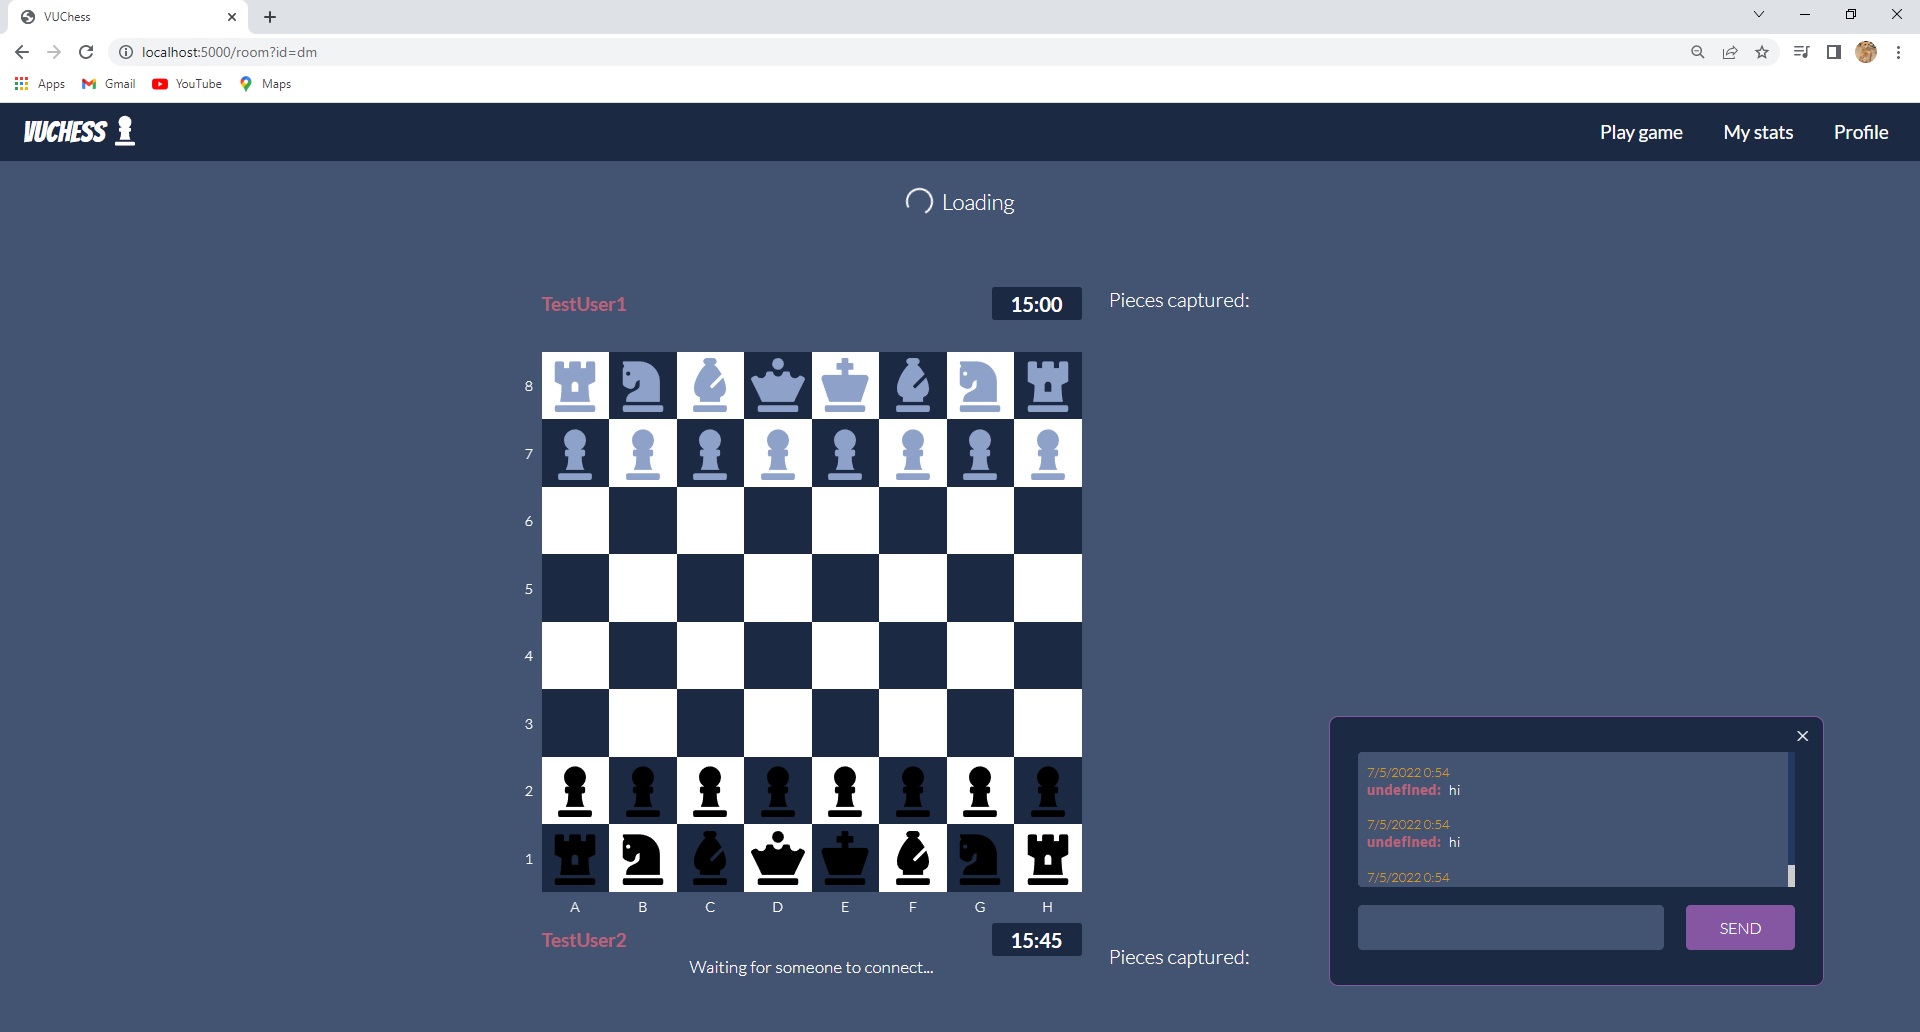 VUChess
localhost:5000/room?id=dm
Apps
Gmail
YouTube
Maps
VUCHESS
Play game
My stats
Profile
Loading
TestUser1
15:00
Pieces captured:
8
7
6
5
4
3
2
1
A B C D E F G H
TestUser2
15:45
Waiting for someone to connect...
Pieces captured:
7/5/2022 0:54
undefined: hi
7/5/2022 0:54
undefined: hi
7/5/2022 0:54
SEND